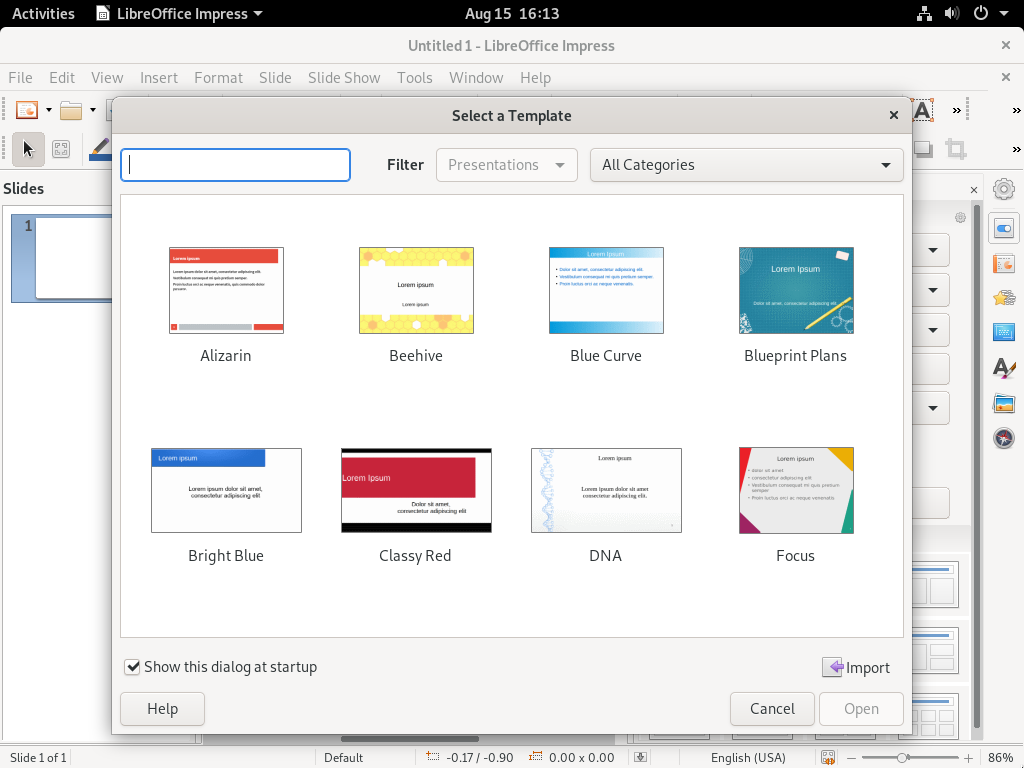 Activities LibreOffice Impress Aug 15 16:13
Untitled 1 - LibreOffice Impress
File Edit View Insert Format Slide Slide Show Tools Window Help
Select a Template
Filter Presentations All Categories
Slides
1
Lorem ipsum
Lorem ipsum dolor sit amet, consectetur adipiscing elit.
Vestibulum consequat mi quis pretium semper.
Proin luctus orci ac neque venenatis, quis commodo dolor posuere.
Lorem ipsum
Lorem ipsum
Lorem Ipsum
Dolor sit amet, consectetur adipiscing elit.
Vestibulum consequat mi quis pretium semper.
Proin luctus orci ac neque venenatis.
Lorem Ipsum
Dolor sit amet, consectetur adipiscing elit.
Alizarin Beehive Blue Curve Blueprint Plans
Lorem ipsum
Lorem ipsum dolor sit amet,
consectetur adipiscing elit
Lorem Ipsum
Dolor sit amet,
consectetur adipiscing elit
Lorem ipsum
Lorem ipsum dolor sit amet
consectetur adipiscing elit.
Lorem ipsum
dolor sit amet
consectetur adipiscing elit.
Vestibulum consequat mi quis pretium
semper
Proin luctus orci ac neque venenatis
Bright Blue Classy Red DNA Focus
Show this dialog at startup
Import
Help Cancel Open
Slide 1 of 1 Default -0.17 / -0.90 0.00 x 0.00 English (USA) 86%